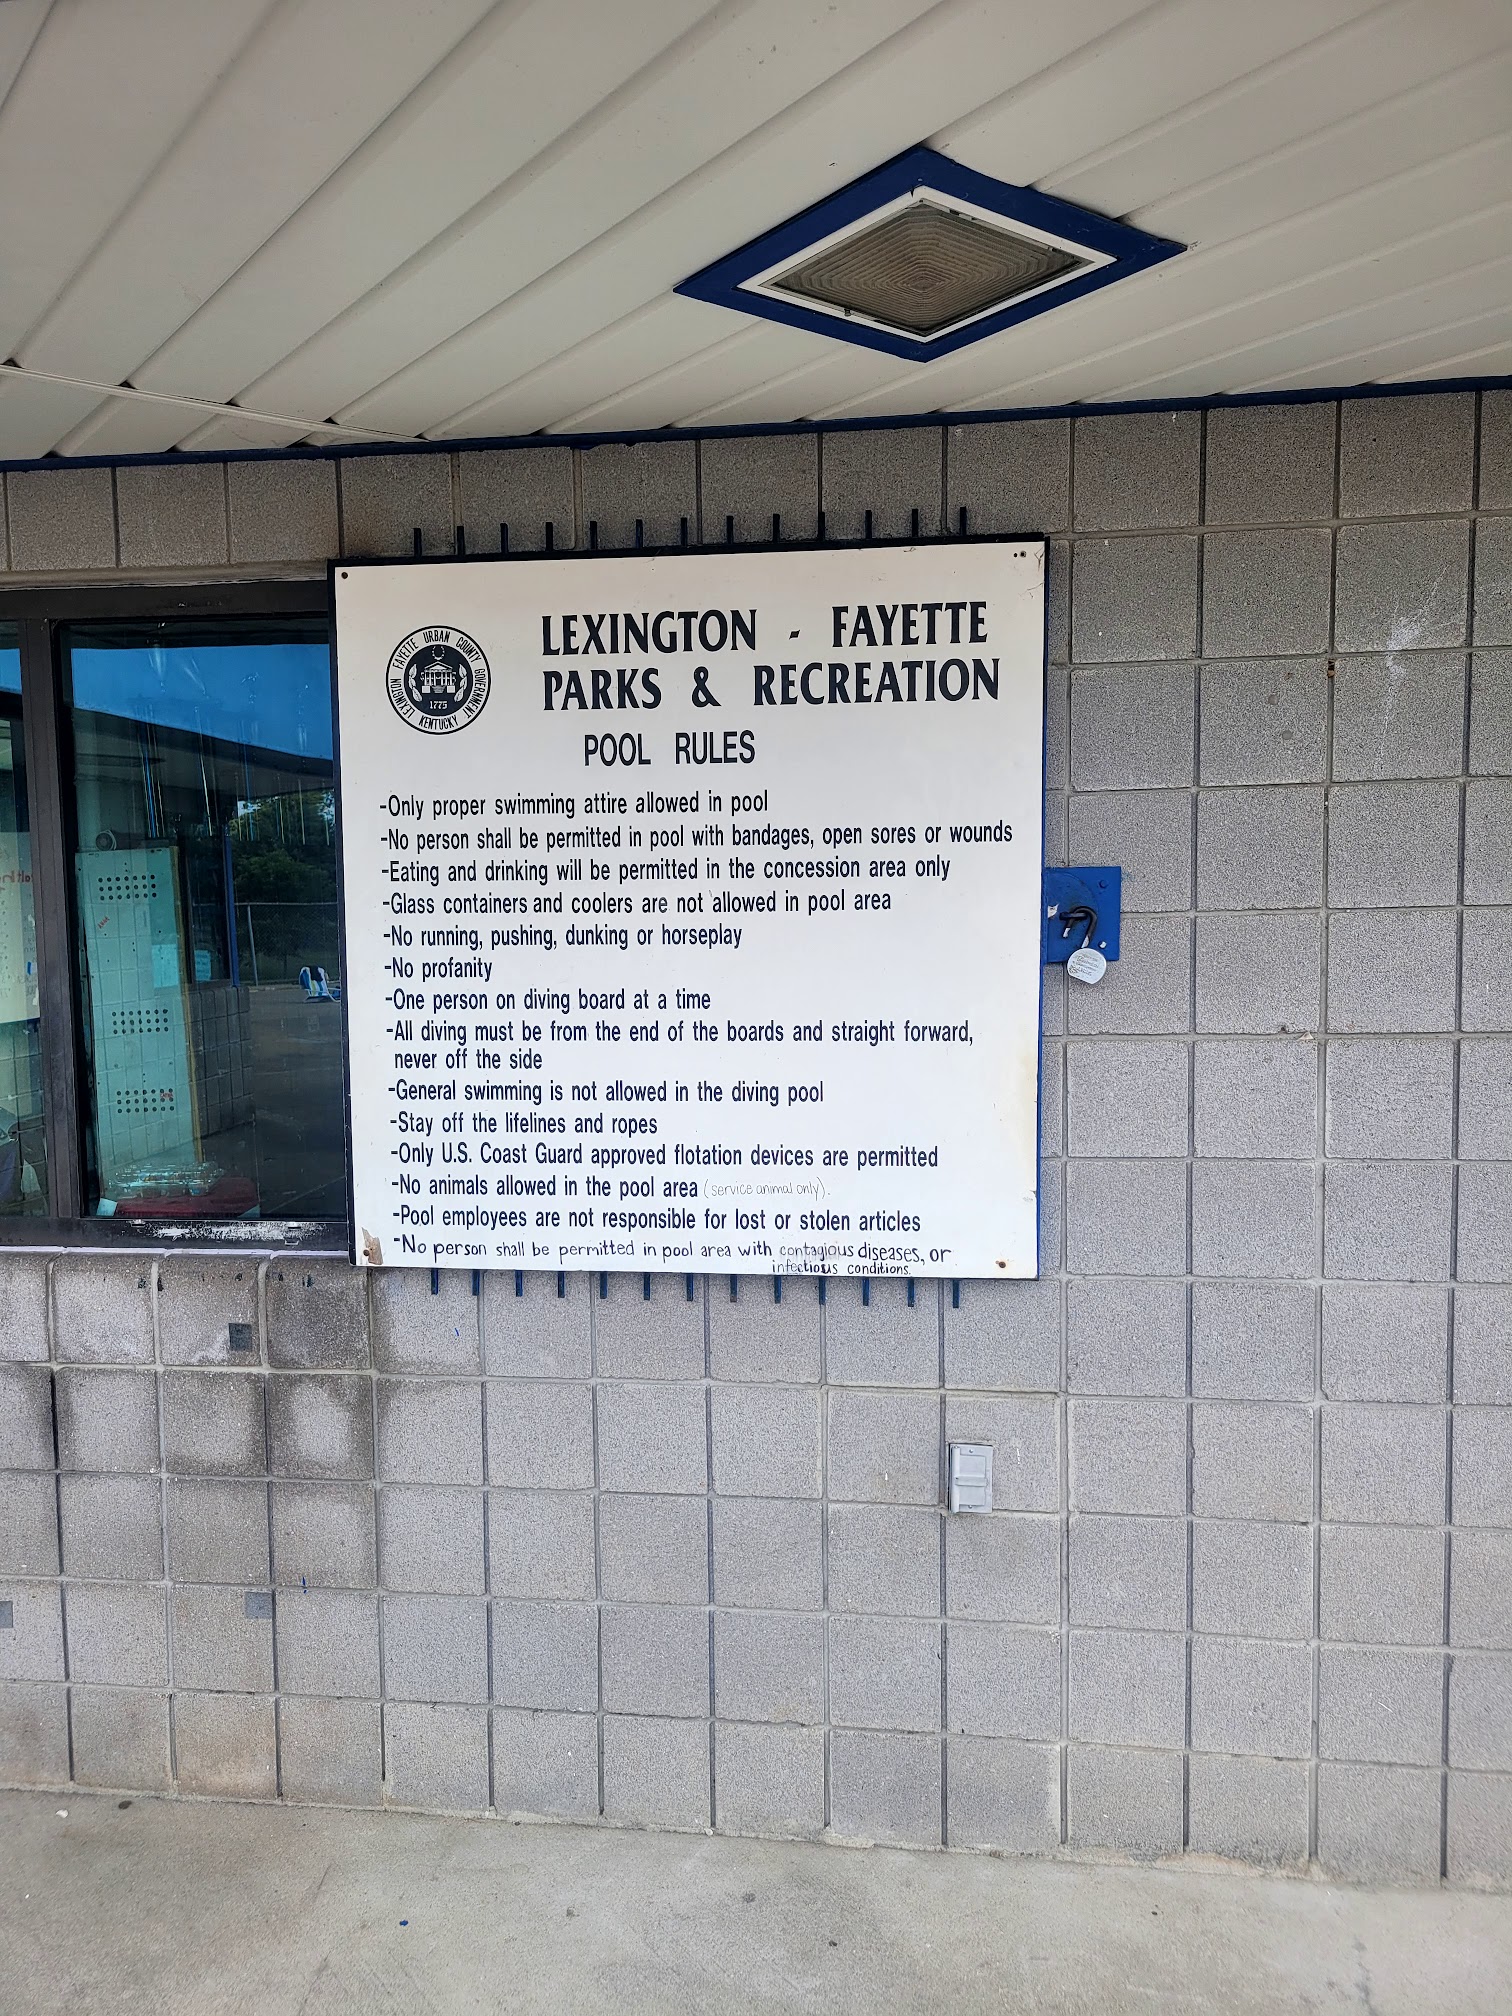 LEXINGTON - FAYETTE
PARKS & RECREATION
LEXINGTON FAYETTE URBAN COUNTY GOVERNMENT
1775
KENTUCKY
POOL RULES
-Only proper swimming attire allowed in pool
-No person shall be permitted in pool with bandages, open sores or wounds
-Eating and drinking will be permitted in the concession area only
-Glass containers and coolers are not allowed in pool area
-No running, pushing, dunking or horseplay
-No profanity
-One person on diving board at a time
-All diving must be from the end of the boards and straight forward,
never off the side
-General swimming is not allowed in the diving pool
-Stay off the lifelines and ropes
-Only U.S. Coast Guard approved flotation devices are permitted
-No animals allowed in the pool area (service animal only).
-Pool employees are not responsible for lost or stolen articles
-No person shall be permitted in pool area with contagious diseases, or
infectious conditions.